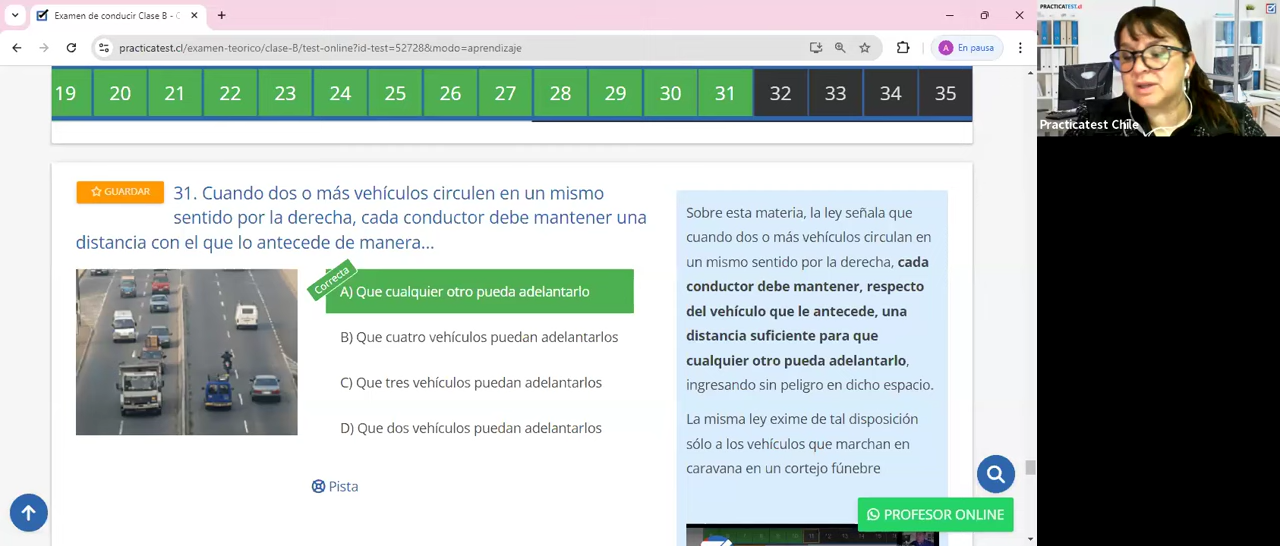 Examen de conducir Clase B - C
practicatest.cl/examen-teorico/clase-B/test-online?id-test=52728&modo=aprendizaje
A
En pausa
PRACTICATEST.cl
Practicatest Chile
19 20 21 22 23 24 25 26 27 28 29 30 31 32 33 34 35
GUARDAR
31. Cuando dos o más vehículos circulen en un mismo
sentido por la derecha, cada conductor debe mantener una
distancia con el que lo antecede de manera...
Correcta
A) Que cualquier otro pueda adelantarlo
B) Que cuatro vehículos puedan adelantarlos
C) Que tres vehículos puedan adelantarlos
D) Que dos vehículos puedan adelantarlos
Pista
Sobre esta materia, la ley señala que
cuando dos o más vehículos circulan en
un mismo sentido por la derecha, cada
conductor debe mantener, respecto
del vehículo que le antecede, una
distancia suficiente para que
cualquier otro pueda adelantarlo,
ingresando sin peligro en dicho espacio.
La misma ley exime de tal disposición
sólo a los vehículos que marchan en
caravana en un cortejo fúnebre
PROFESOR ONLINE